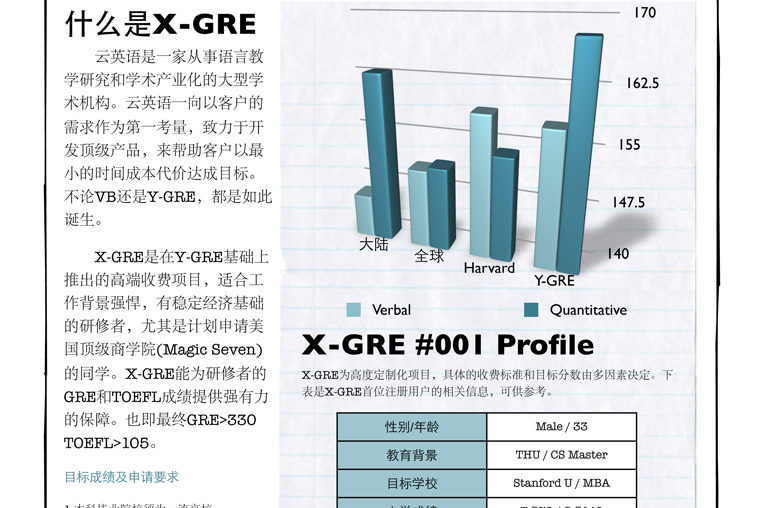 什么是X-GRE
云英语是一家从事语言教
学研究和学术产业化的大型学
术机构。云英语一向以客户的
需求作为第一考量，致力于开
发顶级产品，来帮助客户以最
小的时间成本代价达成目标。
不论VB还是Y-GRE，都是如此
诞生。
X-GRE是在Y-GRE基础上
推出的高端收费项目，适合工
作背景强悍，有稳定经济基础
的研修者，尤其是计划申请美
国顶级商学院(Magic Seven)
的同学。X-GRE能为研修者的
GRE和TOEFL成绩提供强有力
的保障。也即最终GRE>330
TOEFL>105。
目标成绩及申请要求
170
162.5
155
147.5
140
大陆
全球
Harvard
Y-GRE
Verbal
Quantitative
X-GRE #001 Profile
X-GRE为高度定制化项目，具体的收费标准和目标分数由多因素决定。下
表是X-GRE首位注册用户的相关信息，可供参考。
性别/年龄 Male / 33
教育背景 THU / CS Master
目标学校 Stanford U / MBA